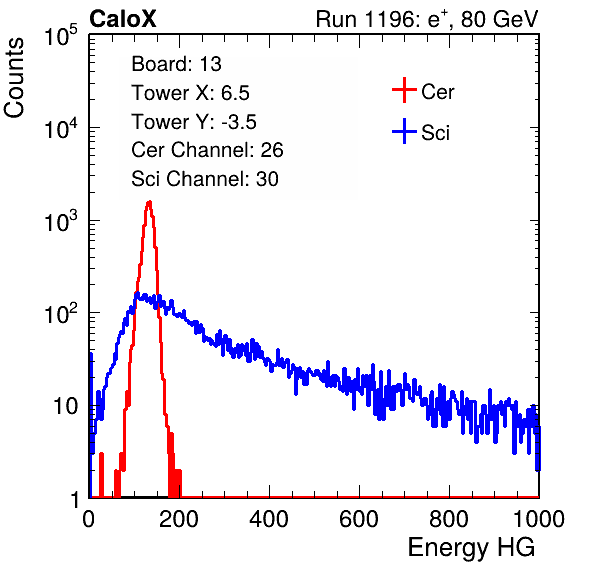 CaloX Run 1196: e⁺, 80 GeV
Counts
Board: 13
Tower X: 6.5
Tower Y: -3.5
Cer Channel: 26
Sci Channel: 30
Cer
Sci
10⁵
10⁴
10³
10²
10
1
0 200 400 600 800 1000
Energy HG